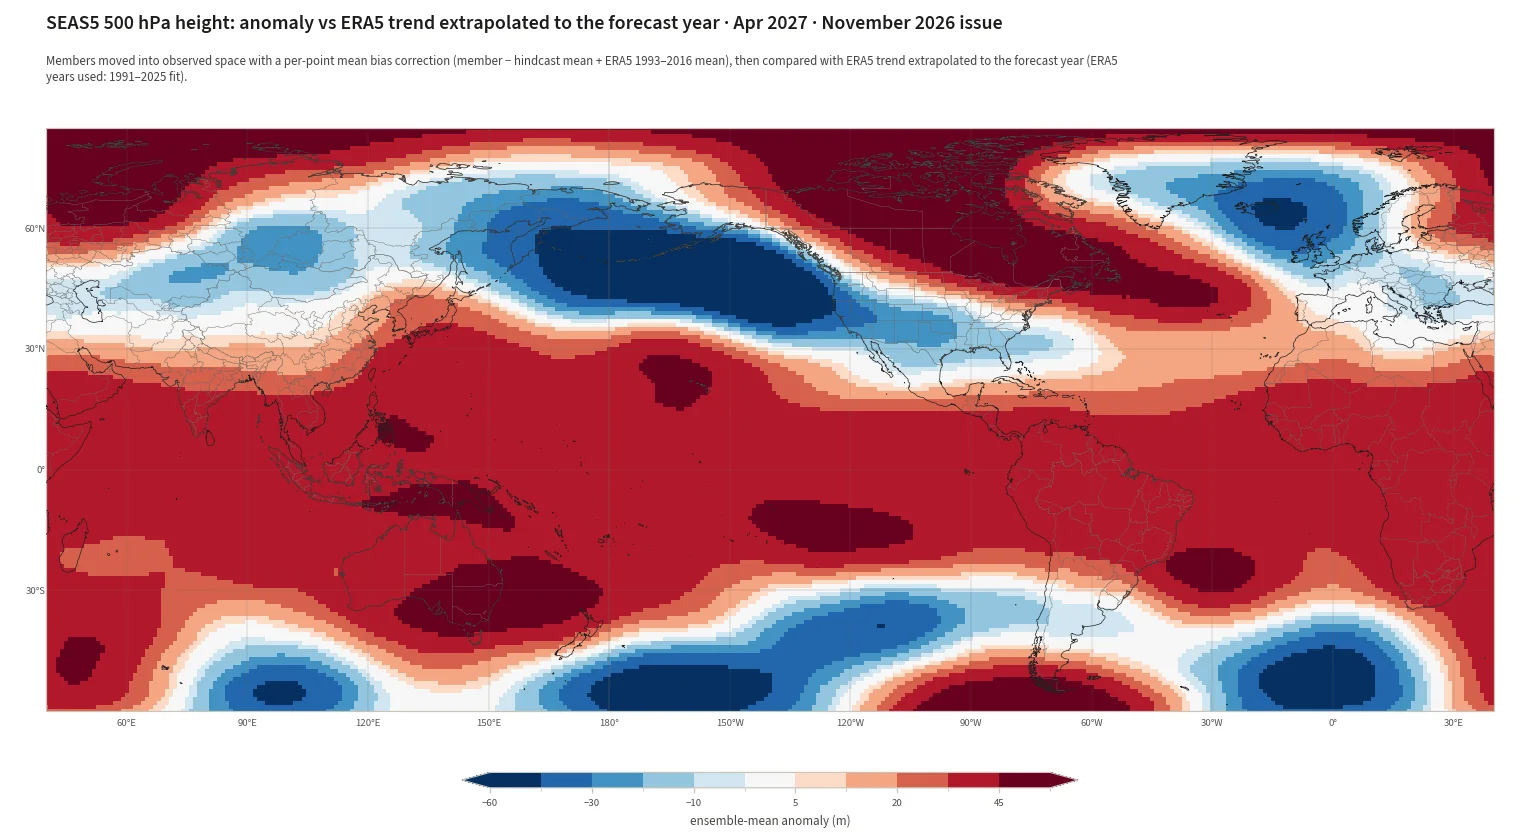 SEAS5 500 hPa height: anomaly vs ERA5 trend extrapolated to the forecast year · Apr 2027 · November 2026 issue
Members moved into observed space with a per-point mean bias correction (member − hindcast mean + ERA5 1993–2016 mean), then compared with ERA5 trend extrapolated to the forecast year (ERA5
years used: 1991–2025 fit).
60°N
30°N
0°
30°S
60°E 90°E 120°E 150°E 180° 150°W 120°W 90°W 60°W 30°W 0° 30°E
−60 −30 −10 5 20 45
ensemble-mean anomaly (m)